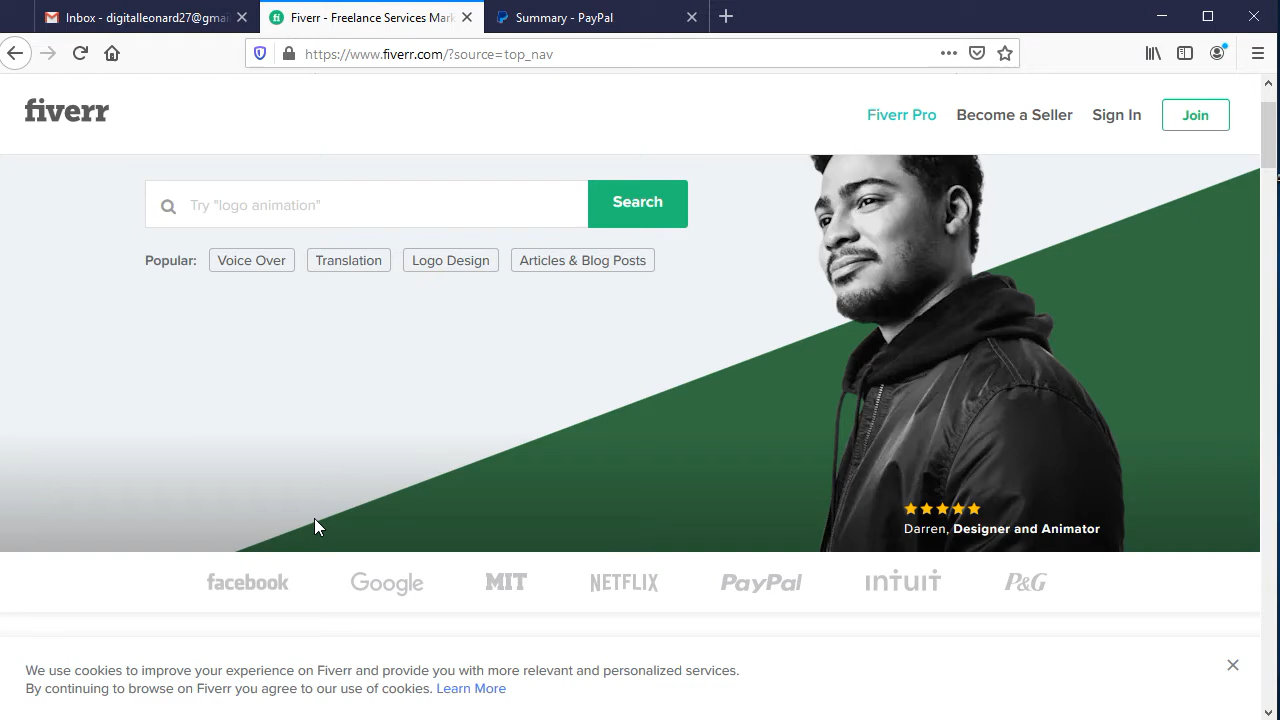 Inbox - digitalleonard27@gmai
Fiverr - Freelance Services Mark
Summary - PayPal
https://www.fiverr.com/?source=top_nav
fiverr
Fiverr Pro
Become a Seller
Sign In
Join
Try "logo animation"
Search
Popular:
Voice Over
Translation
Logo Design
Articles & Blog Posts
Darren, Designer and Animator
facebook
Google
MIT
NETFLIX
PayPal
intuit
P&G
We use cookies to improve your experience on Fiverr and provide you with more relevant and personalized services.
By continuing to browse on Fiverr you agree to our use of cookies. Learn More